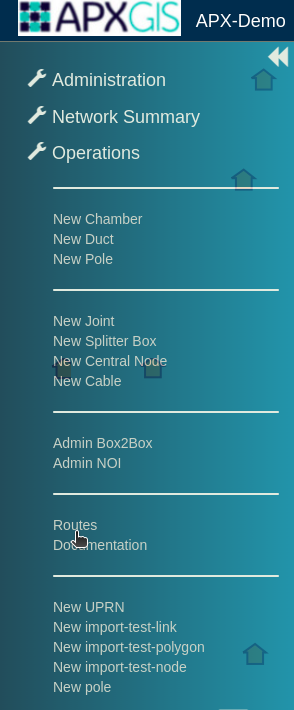 APXGIS APX-Demo
Administration
Network Summary
Operations
New Chamber
New Duct
New Pole
New Joint
New Splitter Box
New Central Node
New Cable
Admin Box2Box
Admin NOI
Routes
Documentation
New UPRN
New import-test-link
New import-test-polygon
New import-test-node
New pole